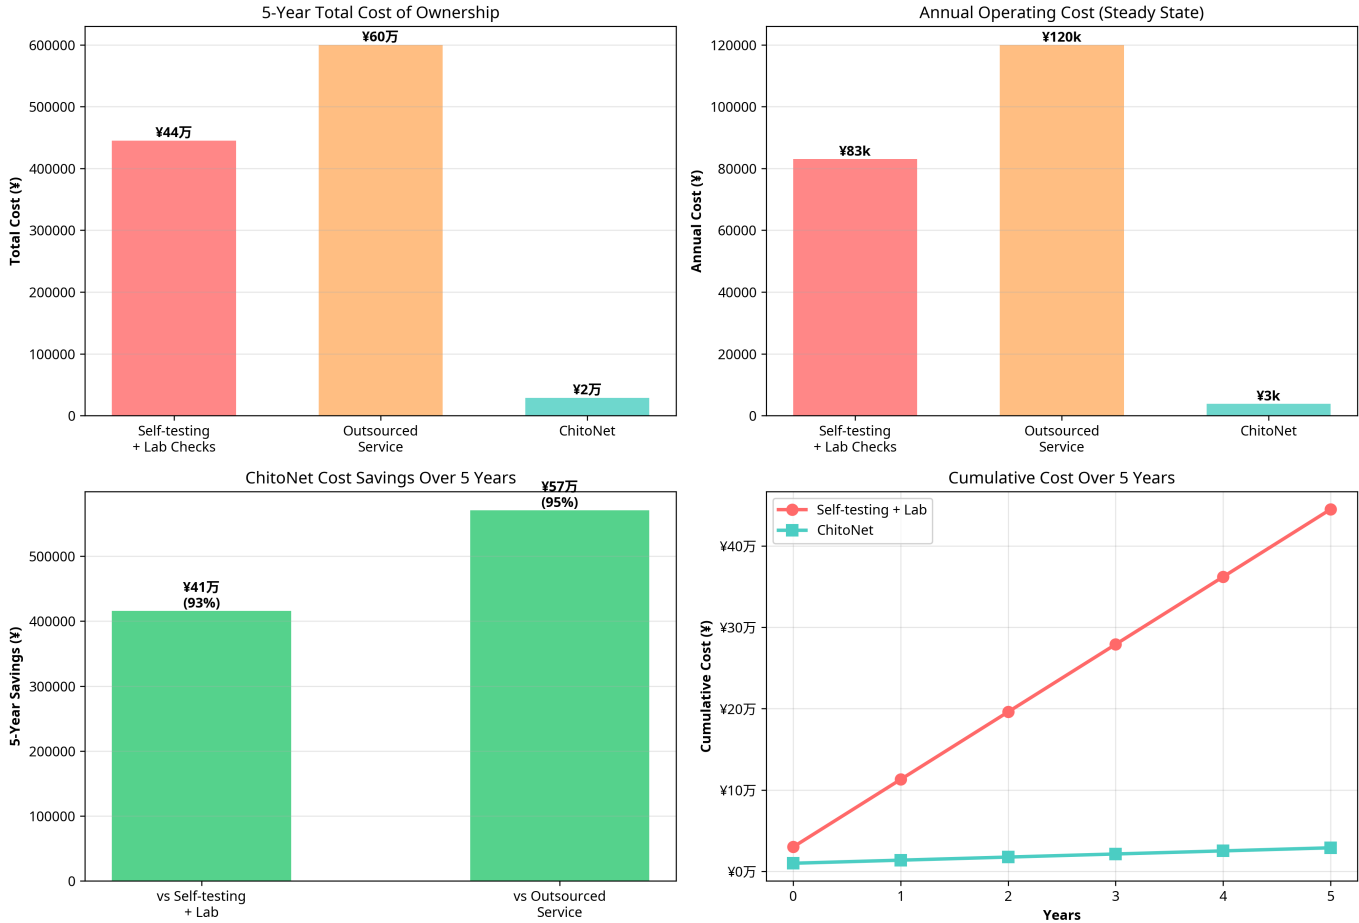 5-Year Total Cost of Ownership
Total Cost (¥)
600000
500000
400000
300000
200000
100000
0
¥44万
¥60万
¥2万
Self-testing
+ Lab Checks
Outsourced
Service
ChitoNet
Annual Operating Cost (Steady State)
Annual Cost (¥)
120000
100000
80000
60000
40000
20000
0
¥83k
¥120k
¥3k
Self-testing
+ Lab Checks
Outsourced
Service
ChitoNet
ChitoNet Cost Savings Over 5 Years
5-Year Savings (¥)
500000
400000
300000
200000
100000
0
¥41万
(93%)
¥57万
(95%)
vs Self-testing
+ Lab
vs Outsourced
Service
Cumulative Cost Over 5 Years
Cumulative Cost (¥)
¥40万
¥30万
¥20万
¥10万
¥0万
Self-testing + Lab
ChitoNet
0
1
2
3
4
5
Years